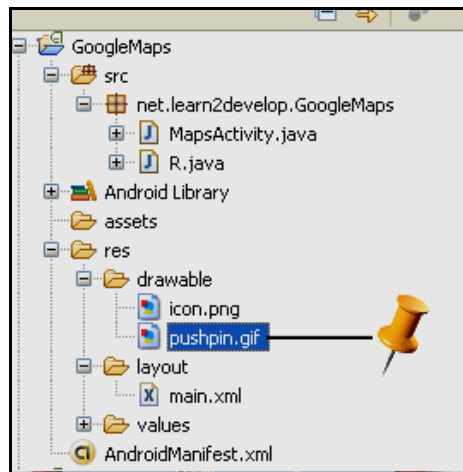 GoogleMaps
src
net.learn2develop.GoogleMaps
MapsActivity.java
R.java
Android Library
assets
res
drawable
icon.png
pushpin.gif
layout
main.xml
values
AndroidManifest.xml